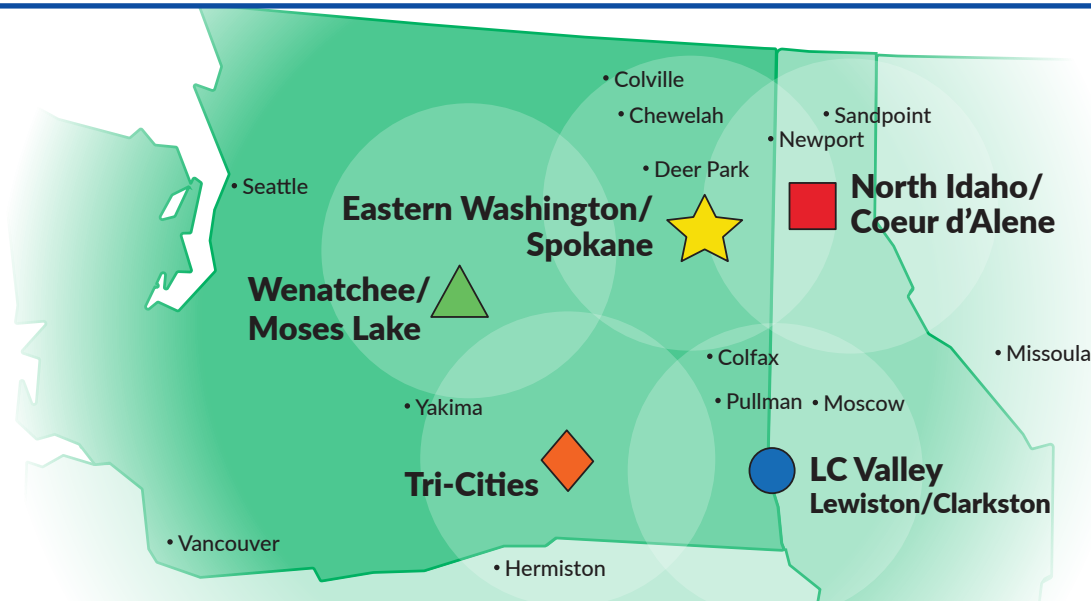 Colville
Chewelah
Sandpoint
Newport
Deer Park
Seattle
North Idaho/
Coeur d'Alene
Eastern Washington/
Spokane
Wenatchee/
Moses Lake
Colfax
Missoula
Yakima
Pullman
Moscow
Tri-Cities
LC Valley
Lewiston/Clarkston
Vancouver
Hermiston